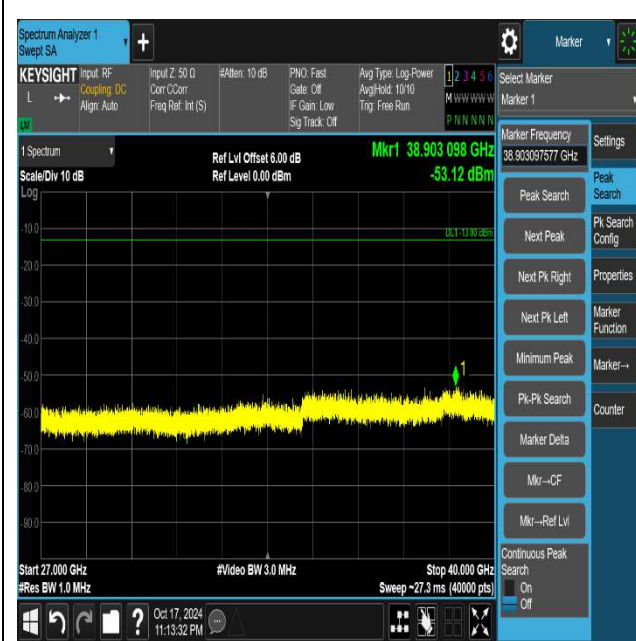 Spectrum Analyzer 1
Swept SA
+
Marker
KEYSIGHT
L
LXI
Input: RF
Coupling: DC
Align: Auto
Input Z: 50 Ω
Corr CCorr
Freq Ref: Int (S)
#Atten: 10 dB
PNO: Fast
Gate: Off
IF Gain: Low
Sig Track: Off
Avg Type: Log-Power
Avg|Hold: 10/10
Trig: Free Run
1 2 3 4 5 6
M W W W W W
P N N N N N
Select Marker
Marker 1
1 Spectrum
Scale/Div 10 dB
Log
Ref Lvl Offset 6.00 dB
Ref Level 0.00 dBm
Mkr1 38.903 098 GHz
-53.12 dBm
DL1 -13.00 dBm
-10.0
-20.0
-30.0
-40.0
-50.0
-60.0
-70.0
-80.0
-90.0
1
Start 27.000 GHz
#Res BW 1.0 MHz
#Video BW 3.0 MHz
Stop 40.000 GHz
Sweep ~27.3 ms (40000 pts)
Marker Frequency
38.903097577 GHz
Peak Search
Next Peak
Next Pk Right
Next Pk Left
Minimum Peak
Pk-Pk Search
Marker Delta
Mkr→CF
Mkr→Ref Lvl
Continuous Peak
Search
On
Off
Settings
Peak
Search
Pk Search
Config
Properties
Marker
Function
Marker→
Counter
?
Oct 17, 2024
11:13:32 PM